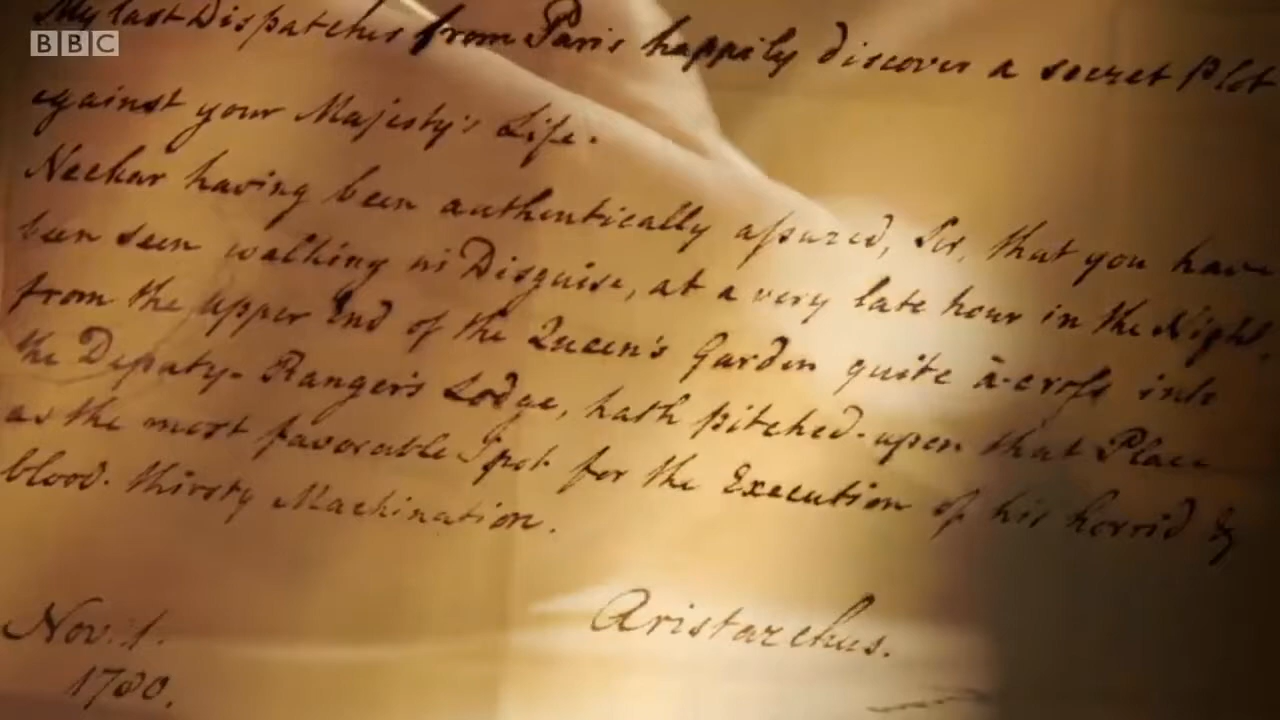 BBC
My last Dispatches from Paris happily discover a secret Plot
against your Majesty's Life.
Neckar having been authentically assured, Sir, that you have
been seen walking in Disguise, at a very late hour in the Night,
from the upper End of the Queen's Garden quite à-cross into
the Deputy-Ranger's Lodge, hath pitched-upon that Place
as the most favorable Spot for the Execution of his horrid &
blood-thirsty Machination.
Aristarchus.
Nov. 1.
1780.